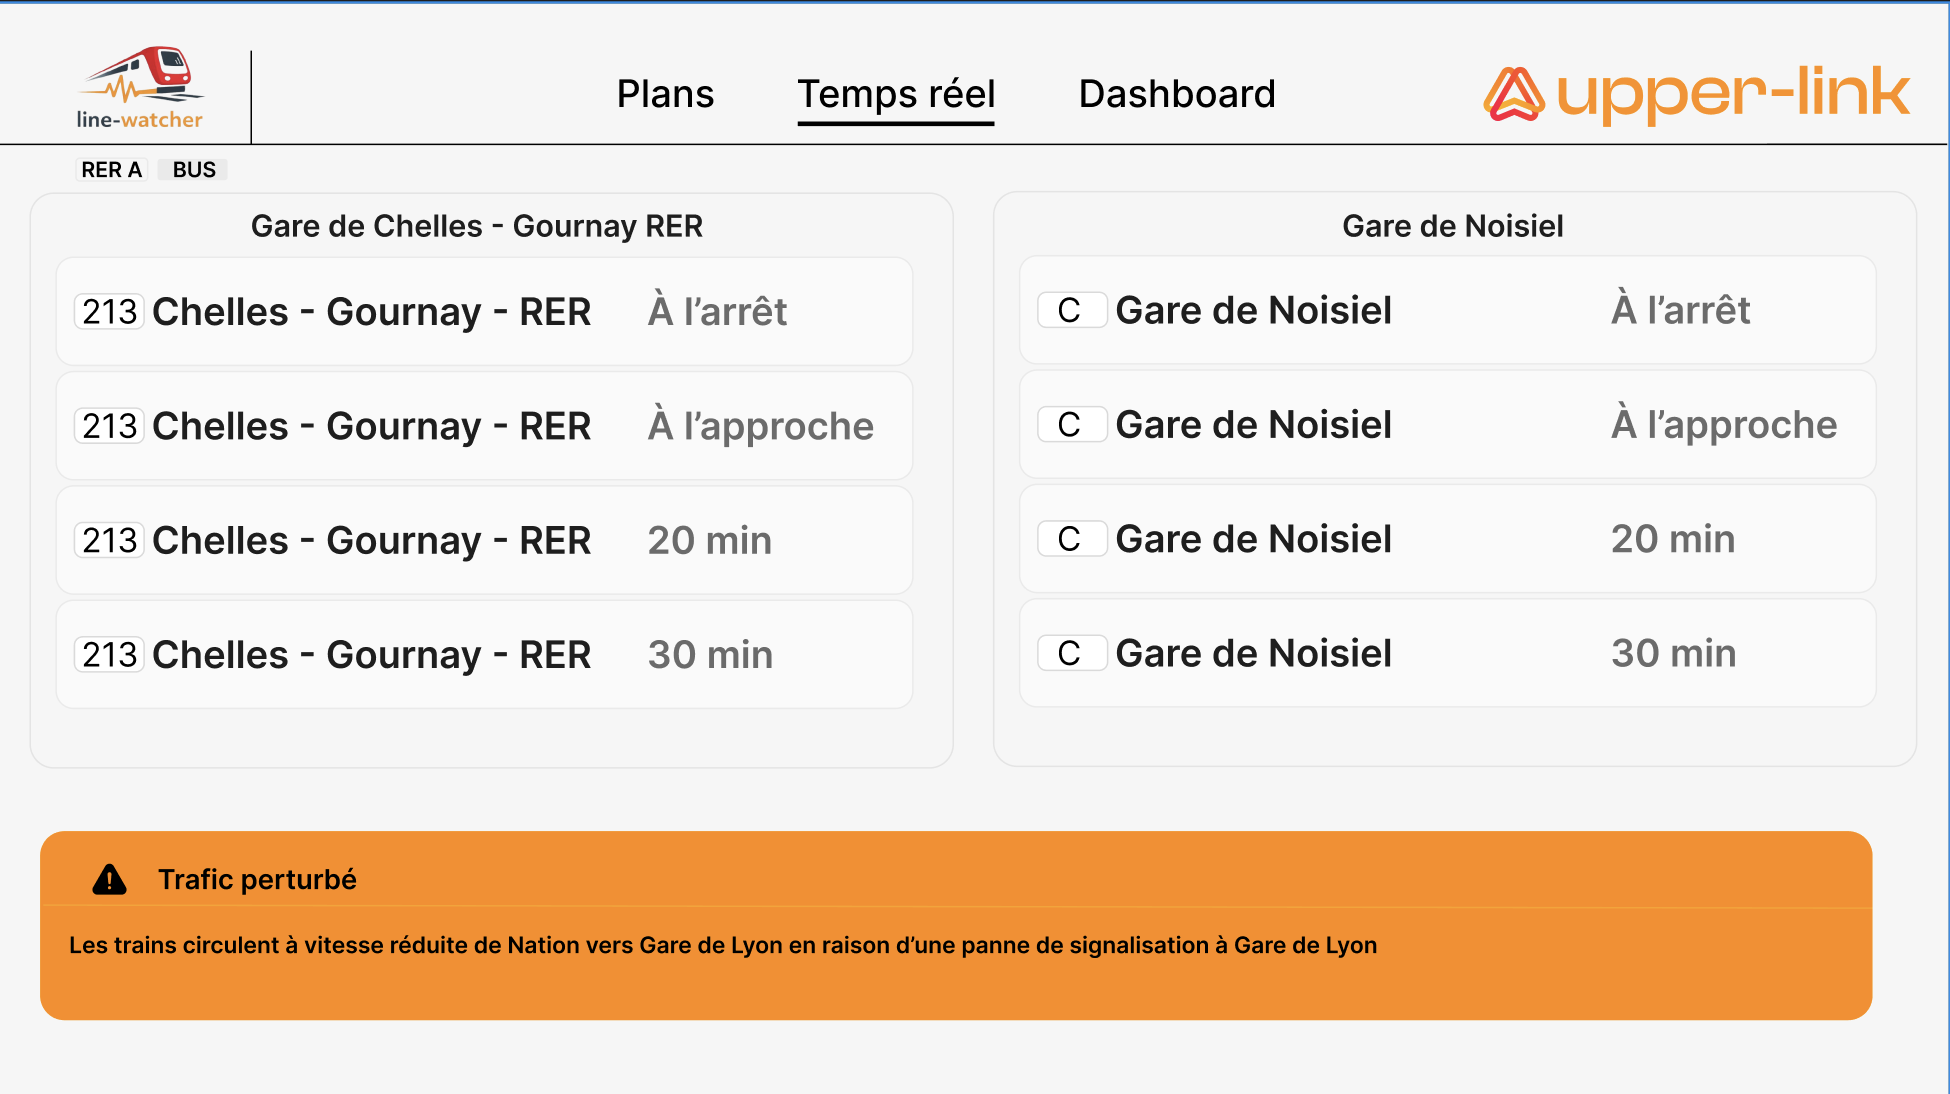 line-watcher
Plans
Temps réel
Dashboard
upper-link
RER A
BUS
Gare de Chelles - Gournay RER
213 Chelles - Gournay - RER À l’arrêt
213 Chelles - Gournay - RER À l’approche
213 Chelles - Gournay - RER 20 min
213 Chelles - Gournay - RER 30 min
Gare de Noisiel
C Gare de Noisiel À l’arrêt
C Gare de Noisiel À l’approche
C Gare de Noisiel 20 min
C Gare de Noisiel 30 min
Trafic perturbé
Les trains circulent à vitesse réduite de Nation vers Gare de Lyon en raison d’une panne de signalisation à Gare de Lyon